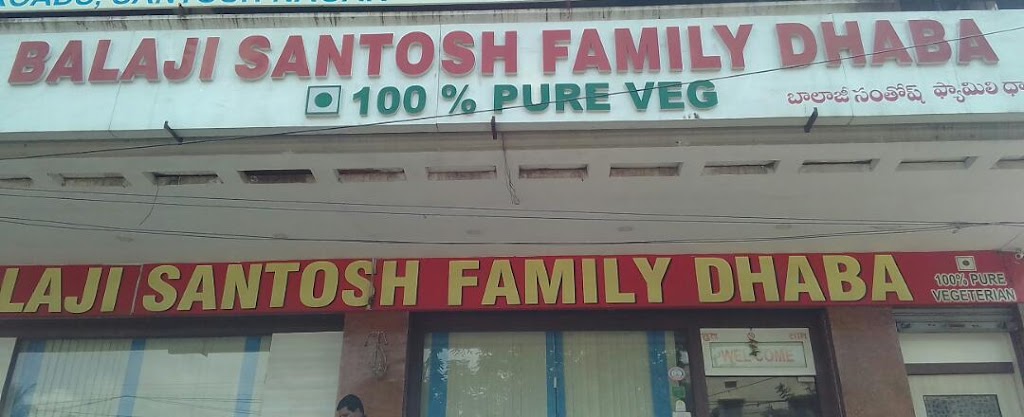 BALAJI SANTOSH FAMILY DHABA
100 % PURE VEG
బాలాజీ సంతోష్ ఫ్యామిలి
LAJI SANTOSH FAMILY DHABA
100% PURE
VEGETERIAN
शुभ लाभ
WELCOME